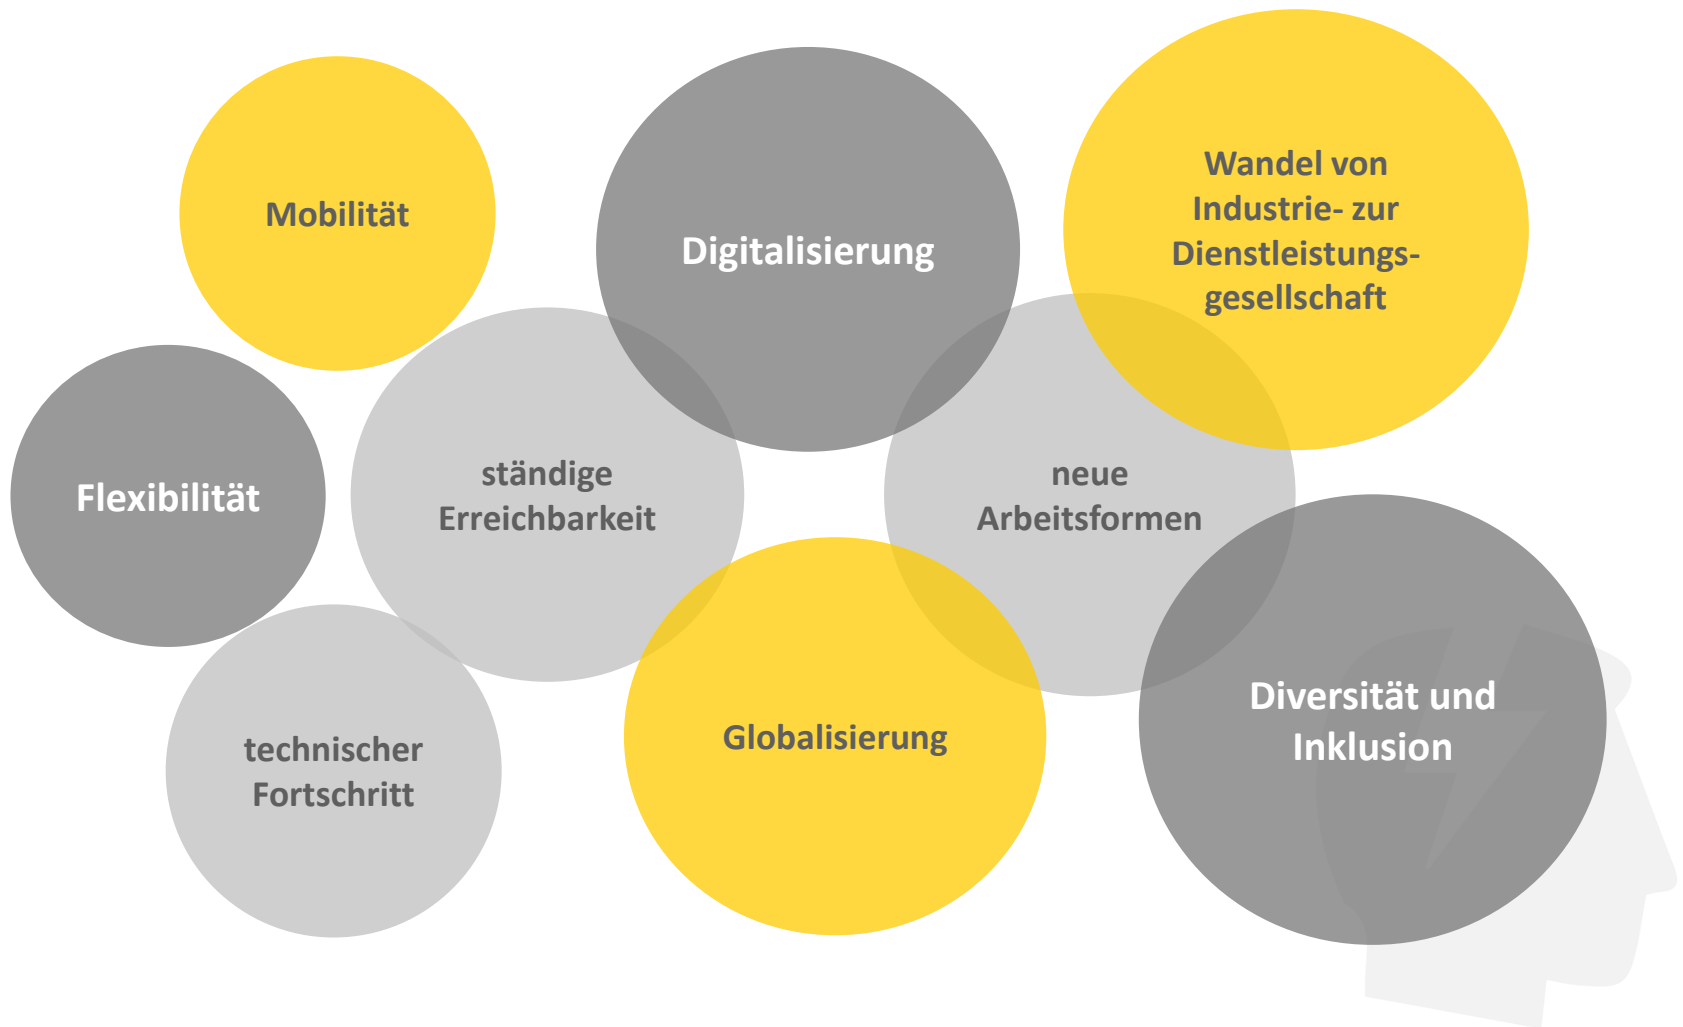 Mobilität
Digitalisierung
Wandel von
Industrie- zur
Dienstleistungs-
gesellschaft
Flexibilität
ständige
Erreichbarkeit
neue
Arbeitsformen
technischer
Fortschritt
Globalisierung
Diversität und
Inklusion